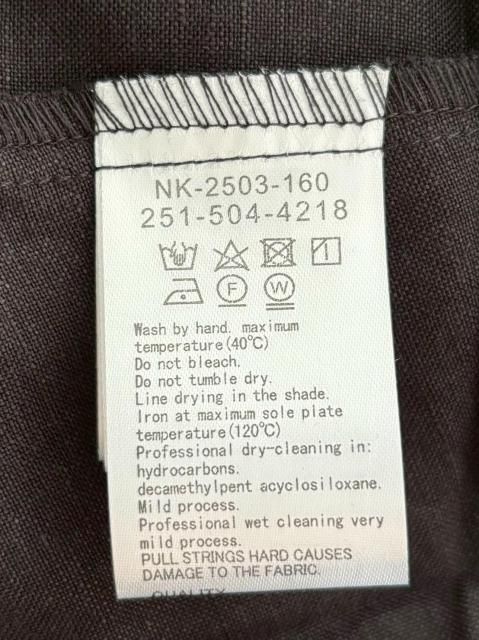 NK-2503-160
251-504-4218
F W
Wash by hand. maximum
temperature(40℃)
Do not bleach.
Do not tumble dry.
Line drying in the shade.
Iron at maximum sole plate
temperature(120℃)
Professional dry-cleaning in:
hydrocarbons.
decamethylpent acyclosiloxane.
Mild process.
Professional wet cleaning very
mild process.
PULL STRINGS HARD CAUSES
DAMAGE TO THE FABRIC.
QUALITY